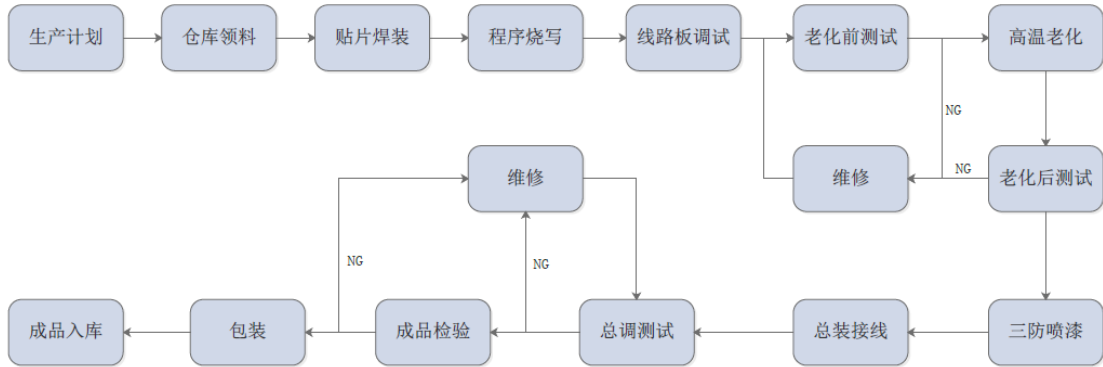 生产计划
仓库领料
贴片焊装
程序烧写
线路板调试
老化前测试
高温老化
NG
维修
维修
NG
老化后测试
NG
NG
成品入库
包装
成品检验
总调测试
总装接线
三防喷漆